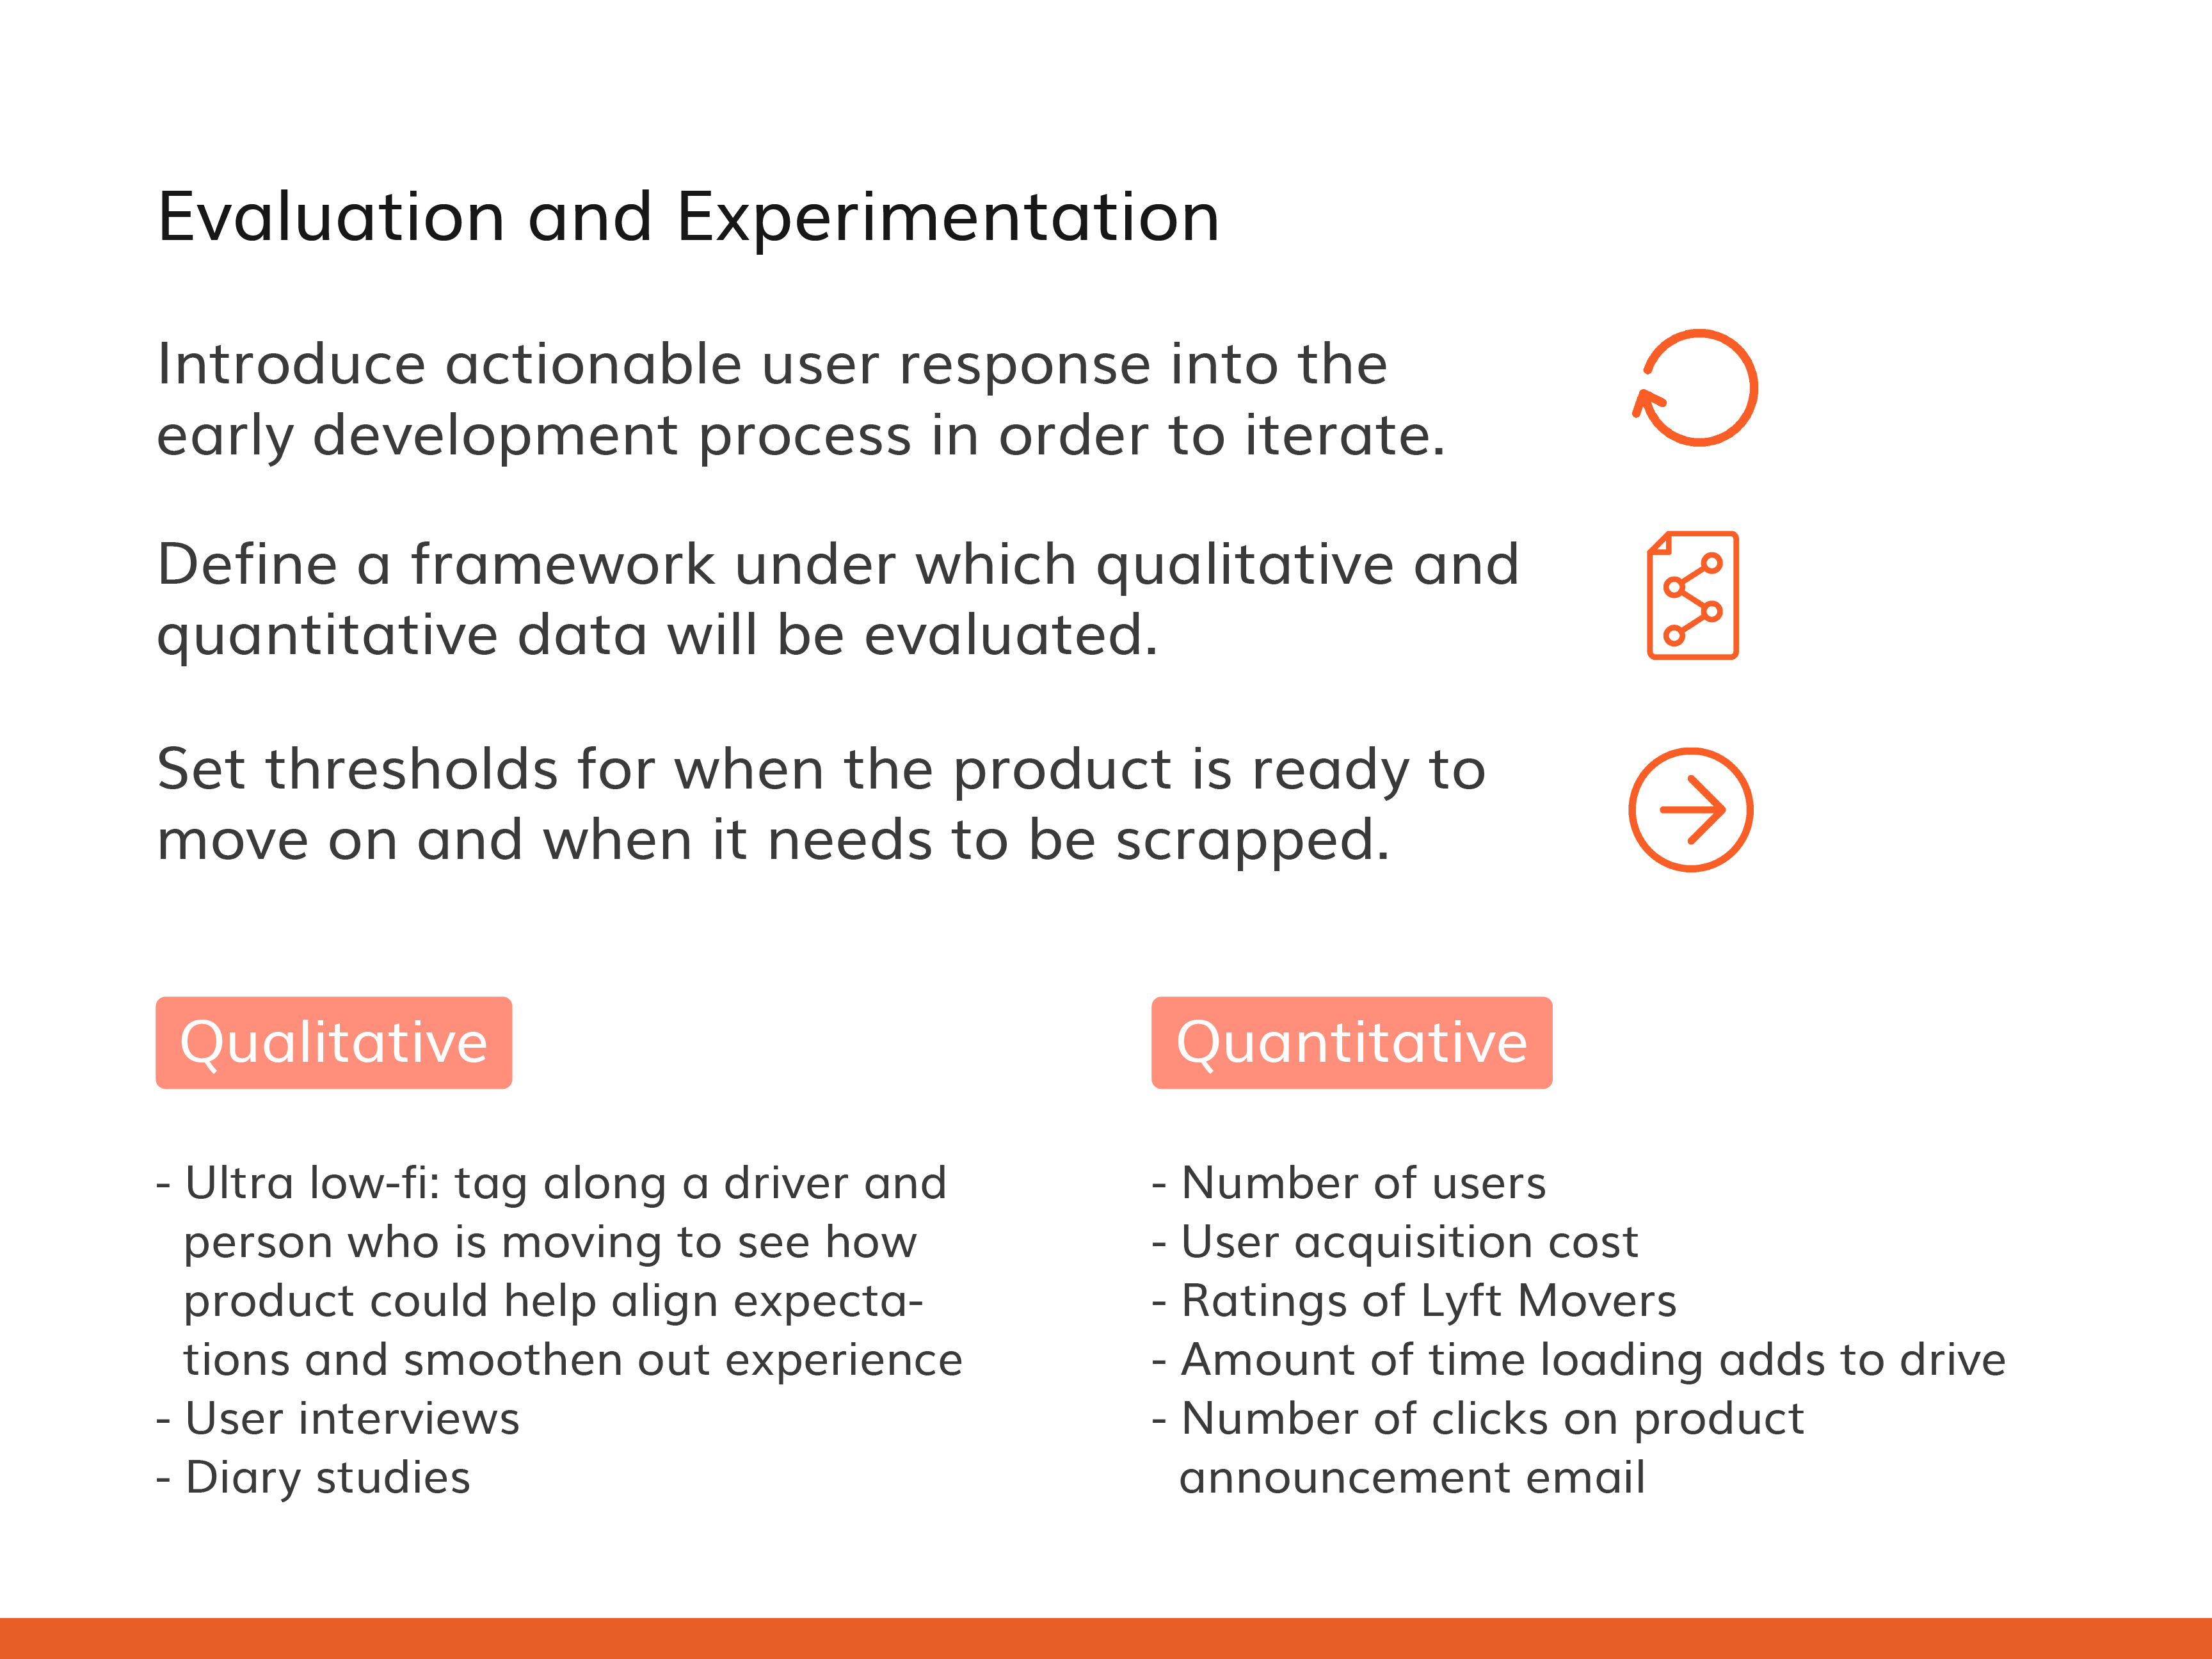 Evaluation and Experimentation
Introduce actionable user response into the
early development process in order to iterate.
Define a framework under which qualitative and
quantitative data will be evaluated.
Set thresholds for when the product is ready to
move on and when it needs to be scrapped.
Qualitative
- Ultra low-fi: tag along a driver and
person who is moving to see how
product could help align expecta-
tions and smoothen out experience
- User interviews
- Diary studies
Quantitative
- Number of users
- User acquisition cost
- Ratings of Lyft Movers
- Amount of time loading adds to drive
- Number of clicks on product
announcement email